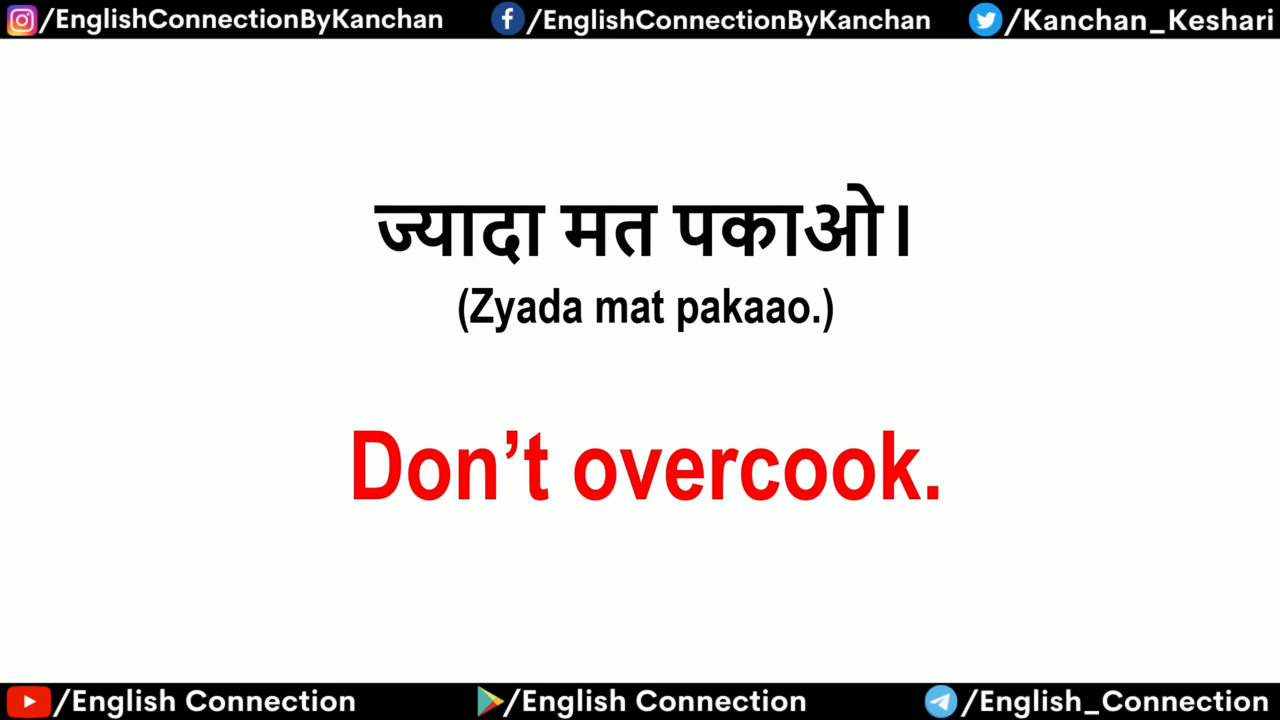 /EnglishConnectionByKanchan /EnglishConnectionByKanchan /Kanchan_Keshari
ज्यादा मत पकाओ।
(Zyada mat pakaao.)
Don’t overcook.
/English Connection /English Connection /English_Connection